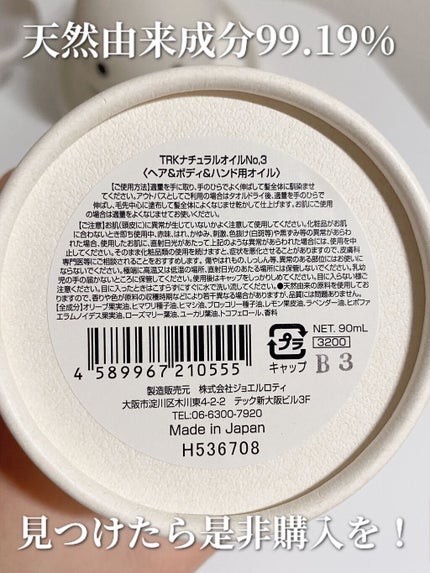 天然由来成分99.19%
TRKナチュラルオイルNo,3
〈ヘア&ボディ&ハンド用オイル〉
【ご使用方法】適量を手に取り、手のひらでよく伸ばして髪全体に馴染ませ
てください。アウトバスとしてご利用の場合はタオルドライ後、適量を手のひらで
伸ばし、毛先中心に塗布して髪全体によくなじませ乾かして仕上げます。お肌にご使用
の場合は適量をよくなじませてお使いください。
【ご注意】お肌(頭皮)に異常が生じていないかよく注意して使用してください。化粧品がお肌
に合わないとき即ち使用中、赤味、はれ、かゆみ、刺激、色抜け(白斑等)や黒ずみ等の異常があら
われた場合、使用したお肌に、直射日光があたって上記のような異常があらわれた場合には、使用を中
止してください。そのまま化粧品類の使用を続けますと、症状を悪化させることがありますので、皮膚科
専門医等にご相談されることをおすすめします。傷やはれもの、しっしん等、異常のある部位にはお使いに
ならないでください。極端に高温又は低温の場所、直射日光のあたる場所には保管しないでください。乳幼
児の手の届かないところに保管してください。使用後はキャップをしっかりしめてください。目に入らないようご注意く
ださい。目に入ったときはこすらずにすぐに水で洗い流してください。●天然由来の原料を使用してお
りますので、香りや色が原料の収穫時期などにより若干異なる場合がありますが、品質には問題ありません。
【全成分】オリーブ果実油、ヒマワリ種子油、ヒマシ油、ブロッコリー種子油、レモン果皮油、ラベンダー油、ヒポファ
エラムノイデス果実油、ローズマリー葉油、ユーカリ葉油、トコフェロール、香料
NET. 90mL
3200
プラ
キャップ
B3
4 589967 210555
製造販売元 株式会社ジョエルロティ
大阪市淀川区木川東4-2-2 テック新大阪ビル3F
TEL:06-6300-7920
Made in Japan
H536708
見つけたら是非購入を!